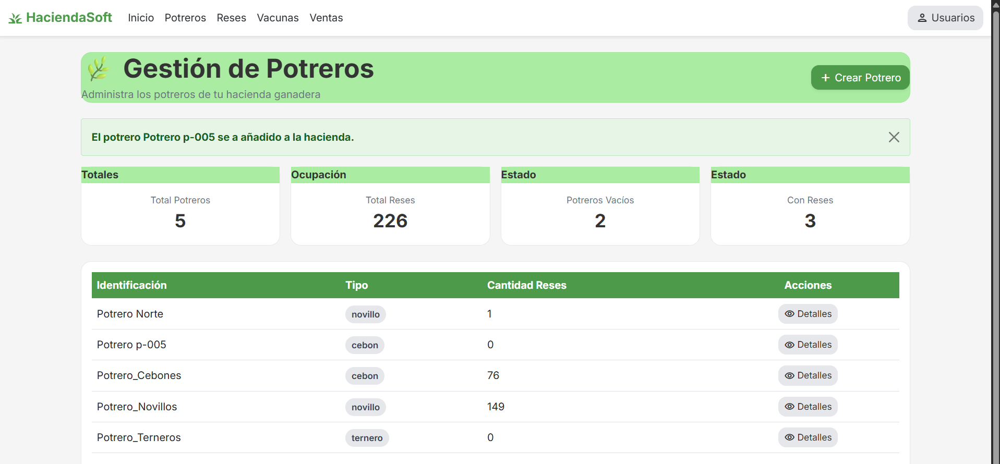 HaciendaSoft Inicio Potreros Reses Vacunas Ventas Usuarios
Gestión de Potreros
Administra los potreros de tu hacienda ganadera
+ Crear Potrero
El potrero Potrero p-005 se a añadido a la hacienda.
Totales
Total Potreros
5
Ocupación
Total Reses
226
Estado
Potreros Vacíos
2
Estado
Con Reses
3
Identificación Tipo Cantidad Reses Acciones
Potrero Norte novillo 1 Detalles
Potrero p-005 cebon 0 Detalles
Potrero_Cebones cebon 76 Detalles
Potrero_Novillos novillo 149 Detalles
Potrero_Terneros ternero 0 Detalles